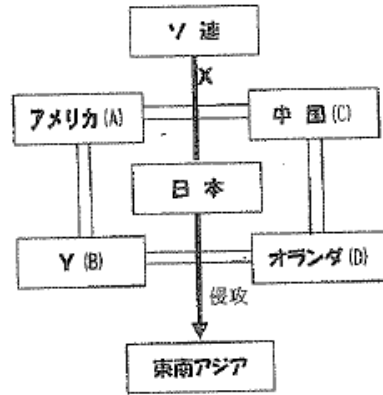 ソ連
X
アメリカ(A)
中国(C)
日本
Y(B)
オランダ(D)
侵攻
東南アジア